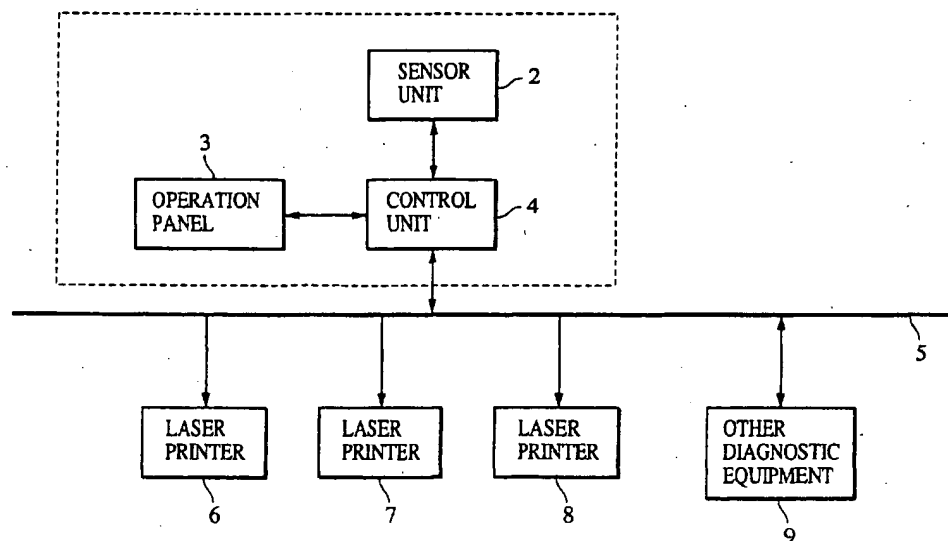 SENSOR
UNIT
2
3
OPERATION
PANEL
CONTROL
UNIT
4
5
LASER
PRINTER
LASER
PRINTER
LASER
PRINTER
OTHER
DIAGNOSTIC
EQUIPMENT
6
7
8
9